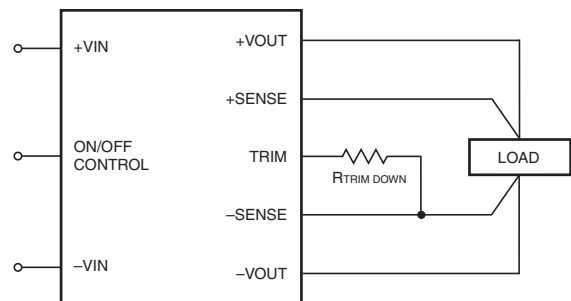 +VIN
ON/OFF
CONTROL
–VIN
+VOUT
+SENSE
TRIM
–SENSE
–VOUT
RTRIM DOWN
LOAD